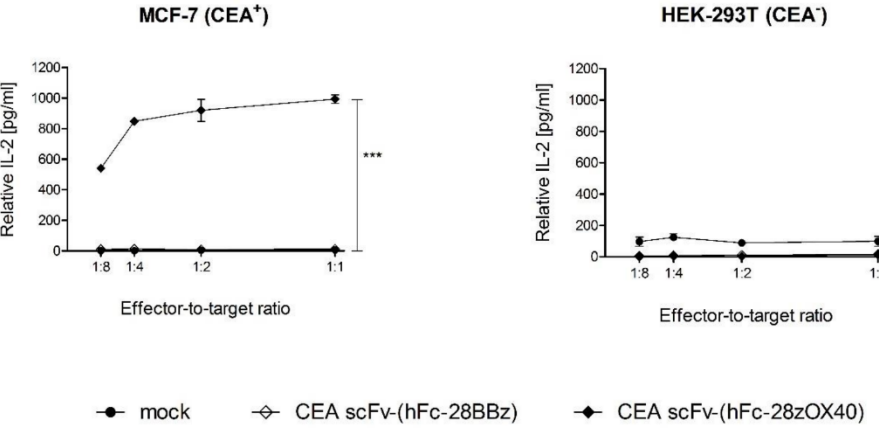 MCF-7 (CEA⁺)
HEK-293T (CEA⁻)
Relative IL-2 [pg/ml]
1200
1000
800
600
400
200
0
***
1:8 1:4 1:2 1:1
Effector-to-target ratio
Relative IL-2 [pg/ml]
1200
1000
800
600
400
200
0
1:8 1:4 1:2
Effector-to-target ratio
mock CEA scFv-(hFc-28BBz) CEA scFv-(hFc-28zOX40)